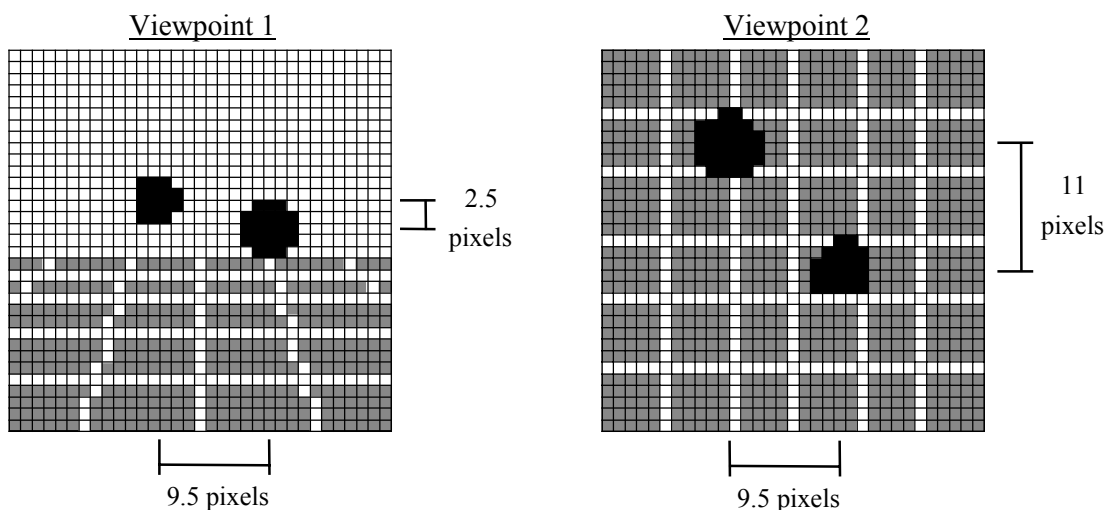 Viewpoint 1
Viewpoint 2
2.5
pixels
11
pixels
9.5 pixels
9.5 pixels